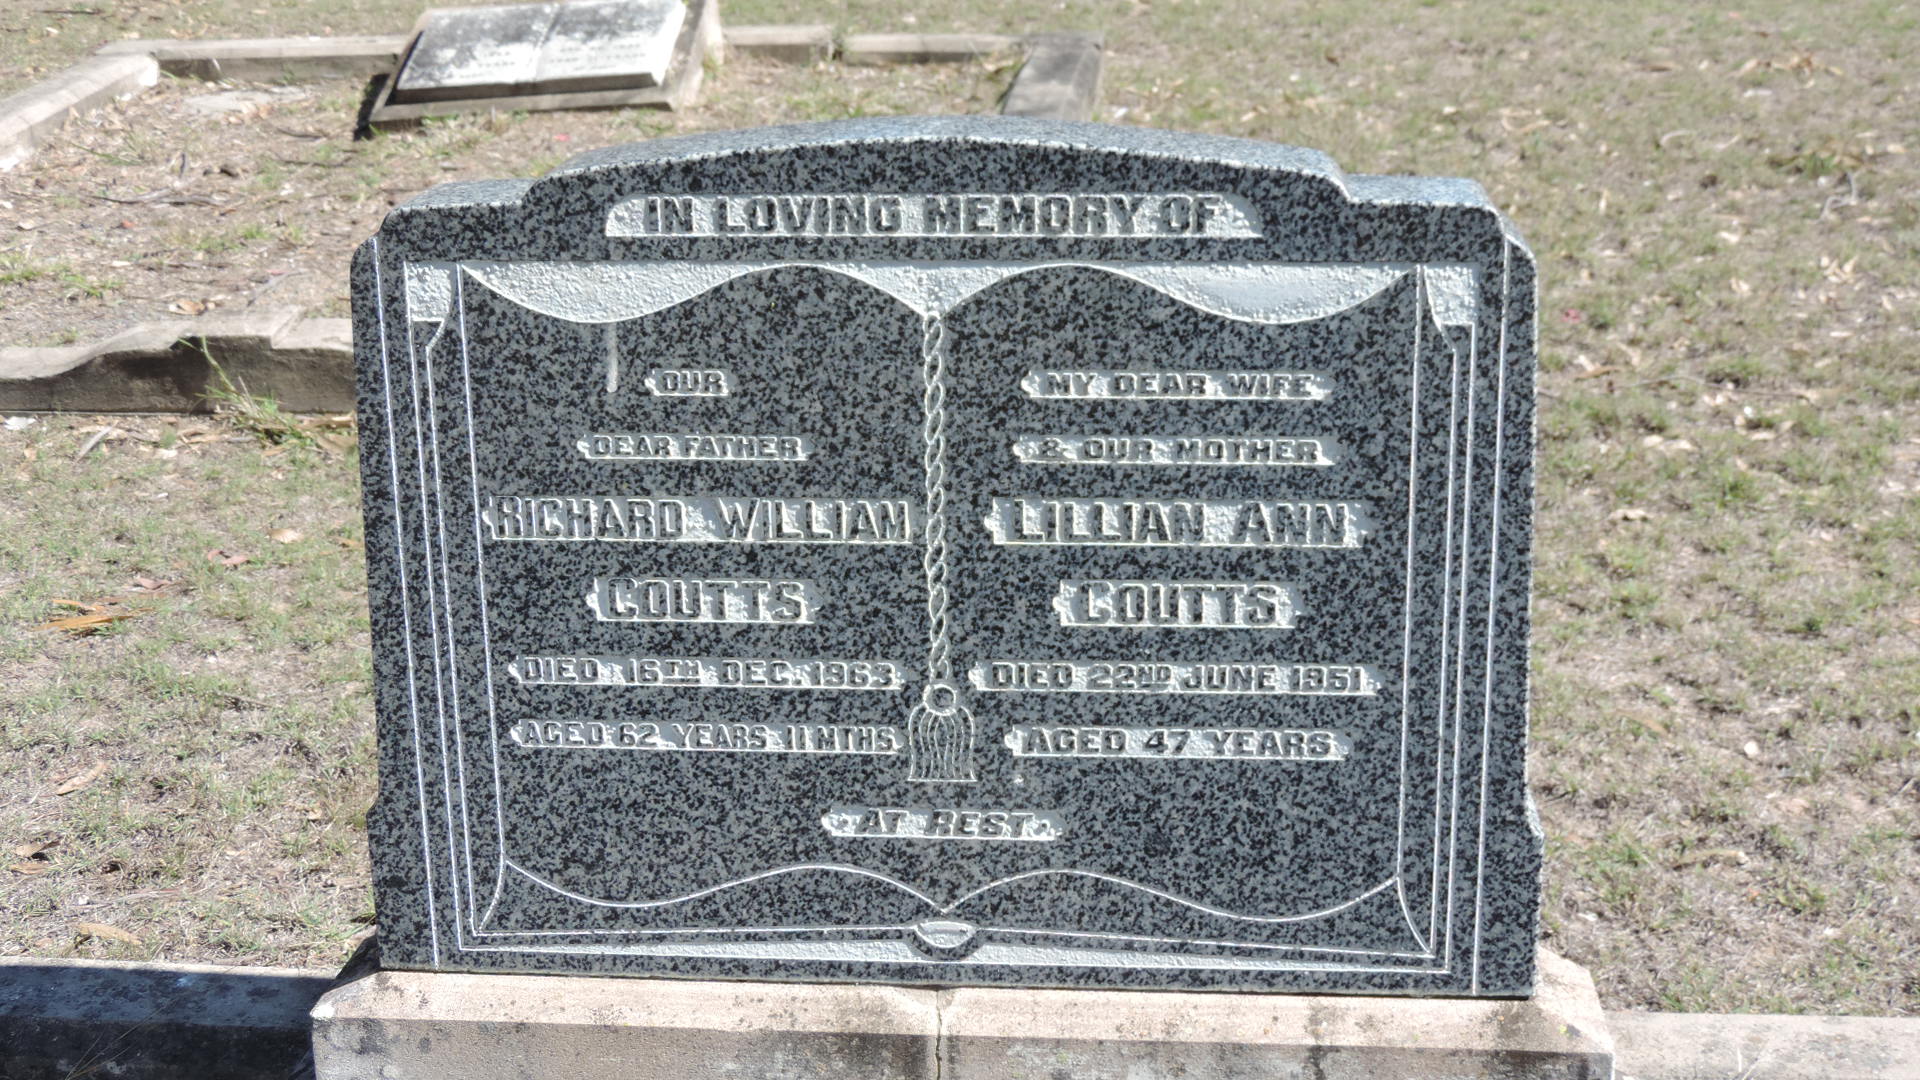 IN LOVING MEMORY OF
OUR
DEAR FATHER
RICHARD WILLIAM
COUTTS
DIED 16TH DEC. 1963
AGED 62 YEARS 11 MTHS.
MY DEAR WIFE
& OUR MOTHER
LILLIAN ANN
COUTTS
DIED 22ND JUNE 1951
AGED 47 YEARS
AT REST.